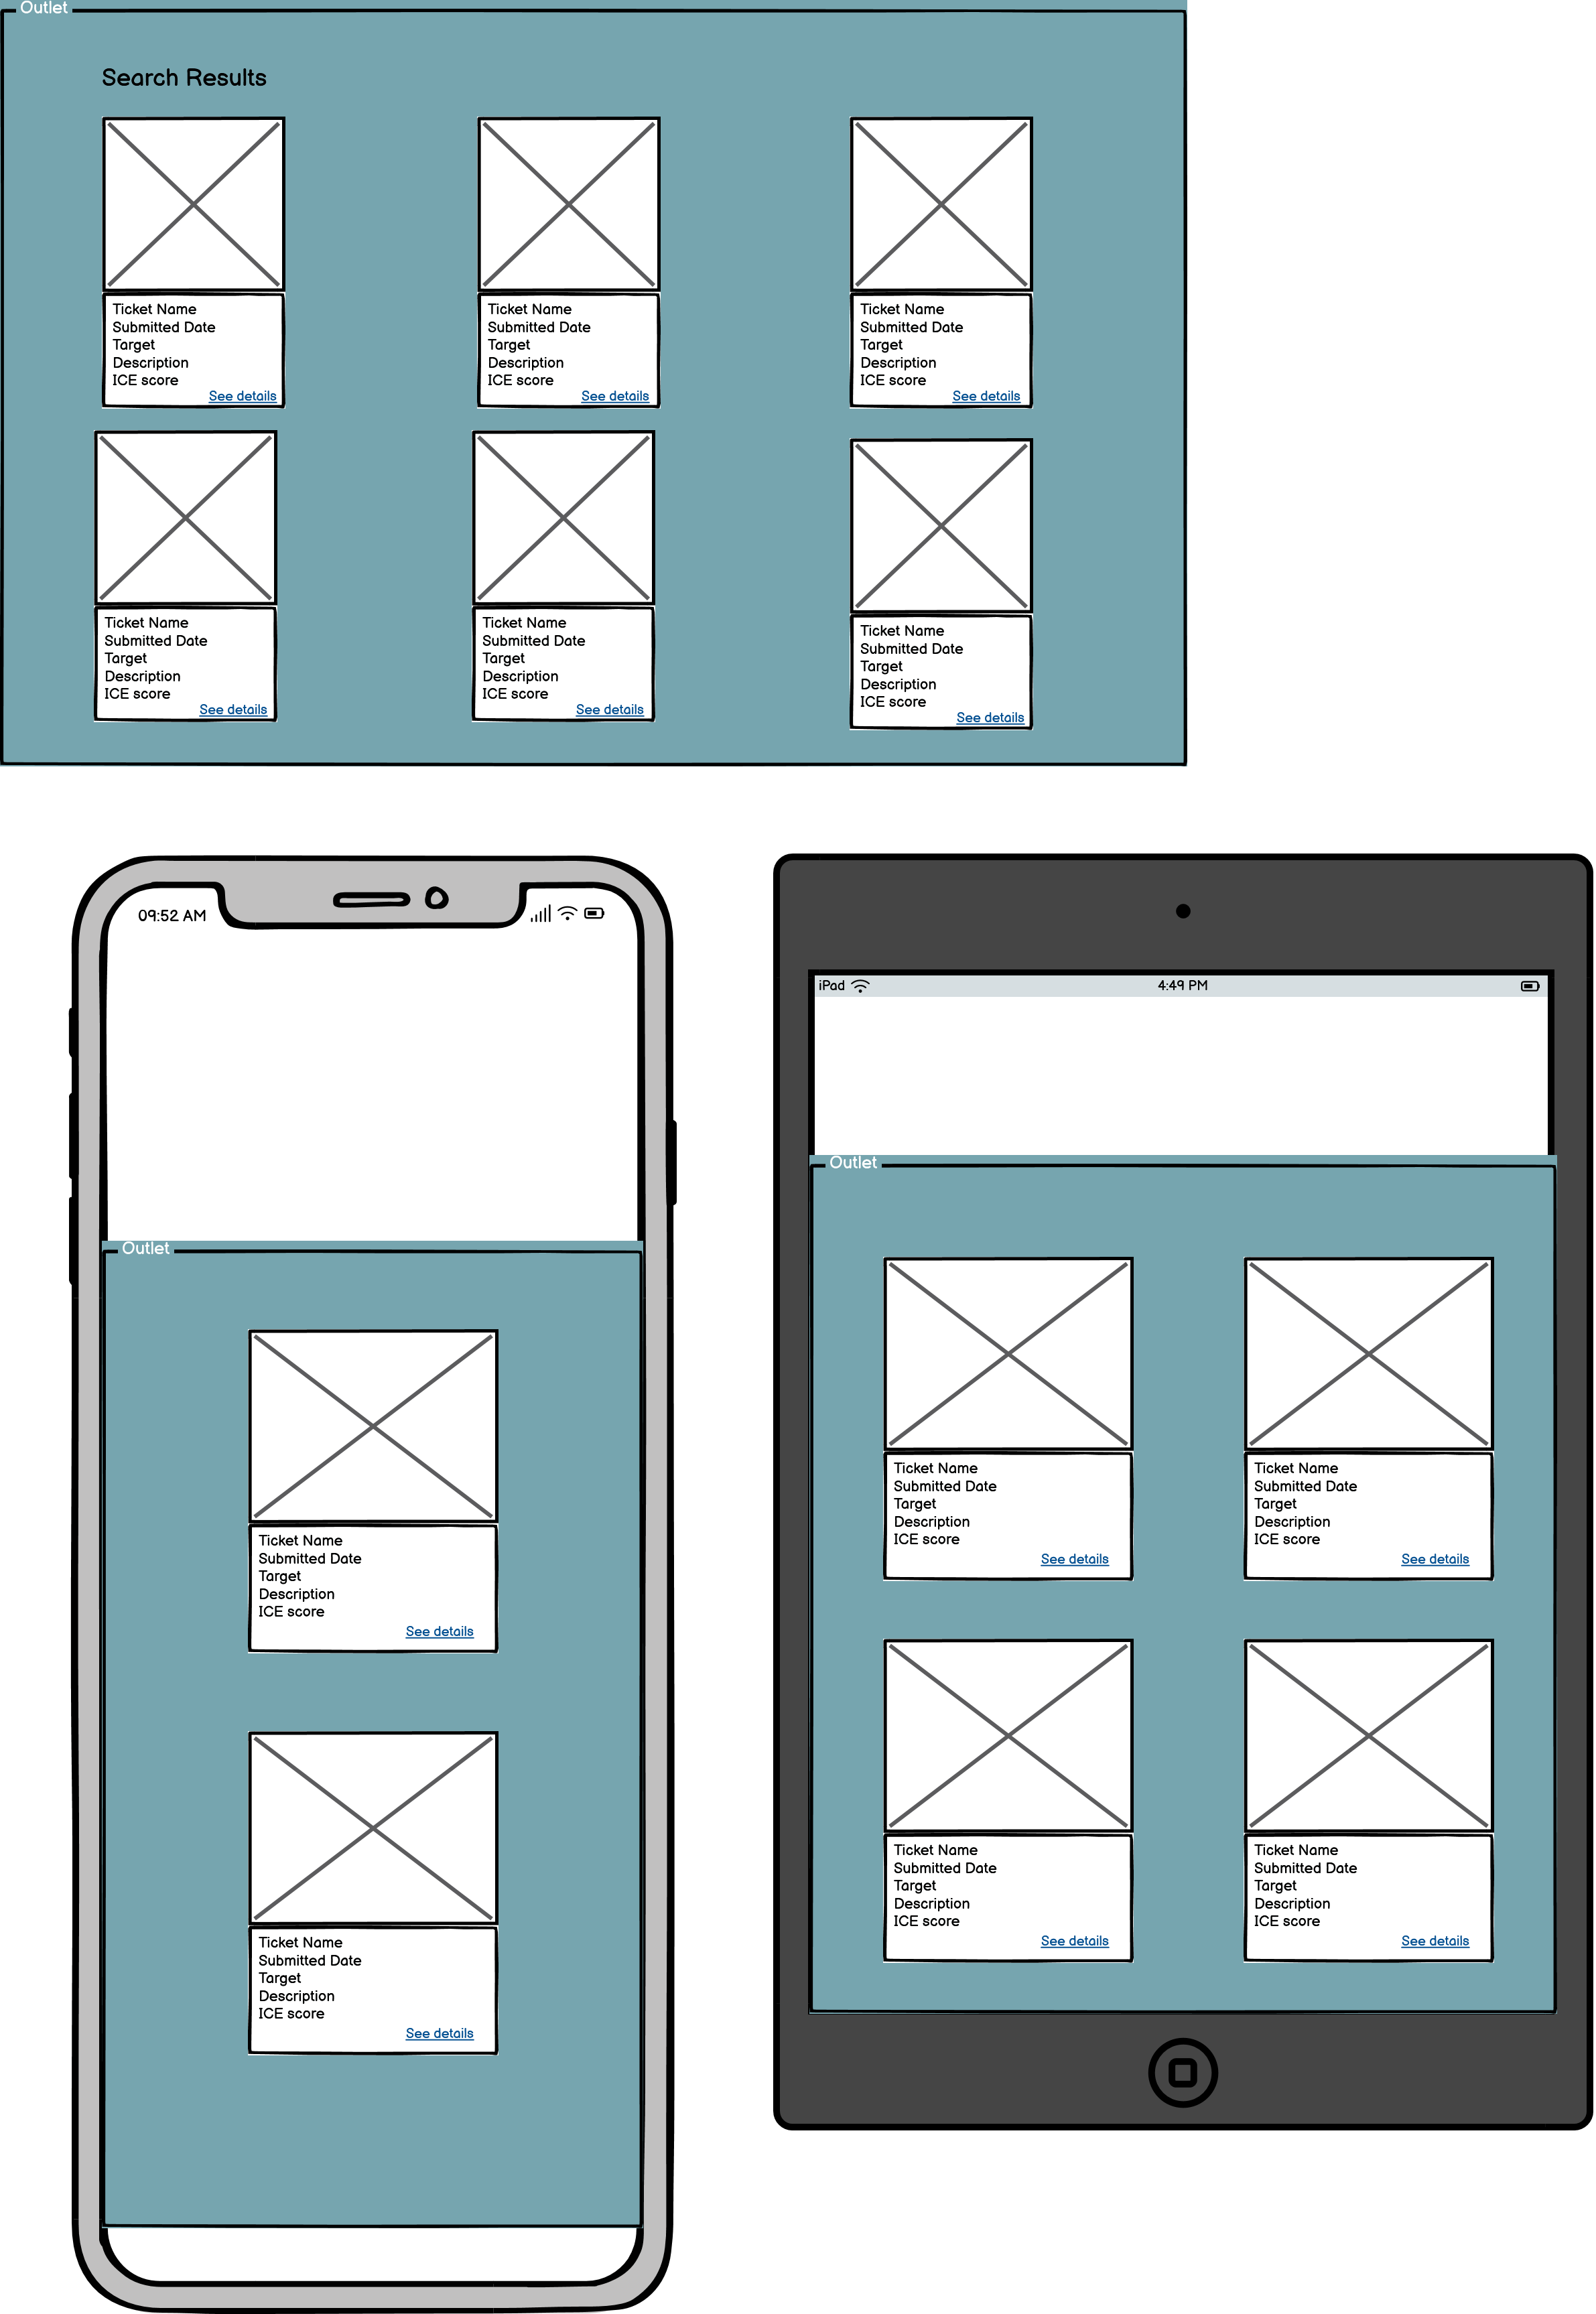 Outlet
Search Results
Ticket Name
Submitted Date
Target
Description
ICE score
See details
Ticket Name
Submitted Date
Target
Description
ICE score
See details
Ticket Name
Submitted Date
Target
Description
ICE score
See details
Ticket Name
Submitted Date
Target
Description
ICE score
See details
Ticket Name
Submitted Date
Target
Description
ICE score
See details
Ticket Name
Submitted Date
Target
Description
ICE score
See details
09:52 AM
Outlet
Ticket Name
Submitted Date
Target
Description
ICE score
See details
Ticket Name
Submitted Date
Target
Description
ICE score
See details
iPad 4:49 PM
Outlet
Ticket Name
Submitted Date
Target
Description
ICE score
See details
Ticket Name
Submitted Date
Target
Description
ICE score
See details
Ticket Name
Submitted Date
Target
Description
ICE score
See details
Ticket Name
Submitted Date
Target
Description
ICE score
See details